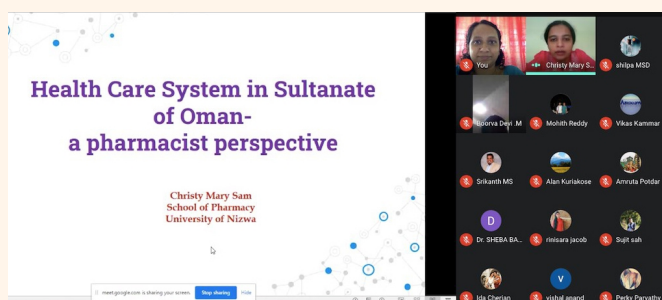 Health Care System in Sultanate
of Oman-
a pharmacist perspective
Christy Mary Sam
School of Pharmacy
University of Nizwa
meet.google.com is sharing your screen. Stop sharing Hide
You
Christy Mary S...
shilpa MSD
Poorva Devi .M
Mohith Reddy
Vikas Kammar
Srikanth MS
Alan Kuriakose
Amruta Potdar
D
Dr. SHEBA BA...
rinisara jacob
Sujit sah
Ida Cherian
V
vishal anand
Perky Parvathy